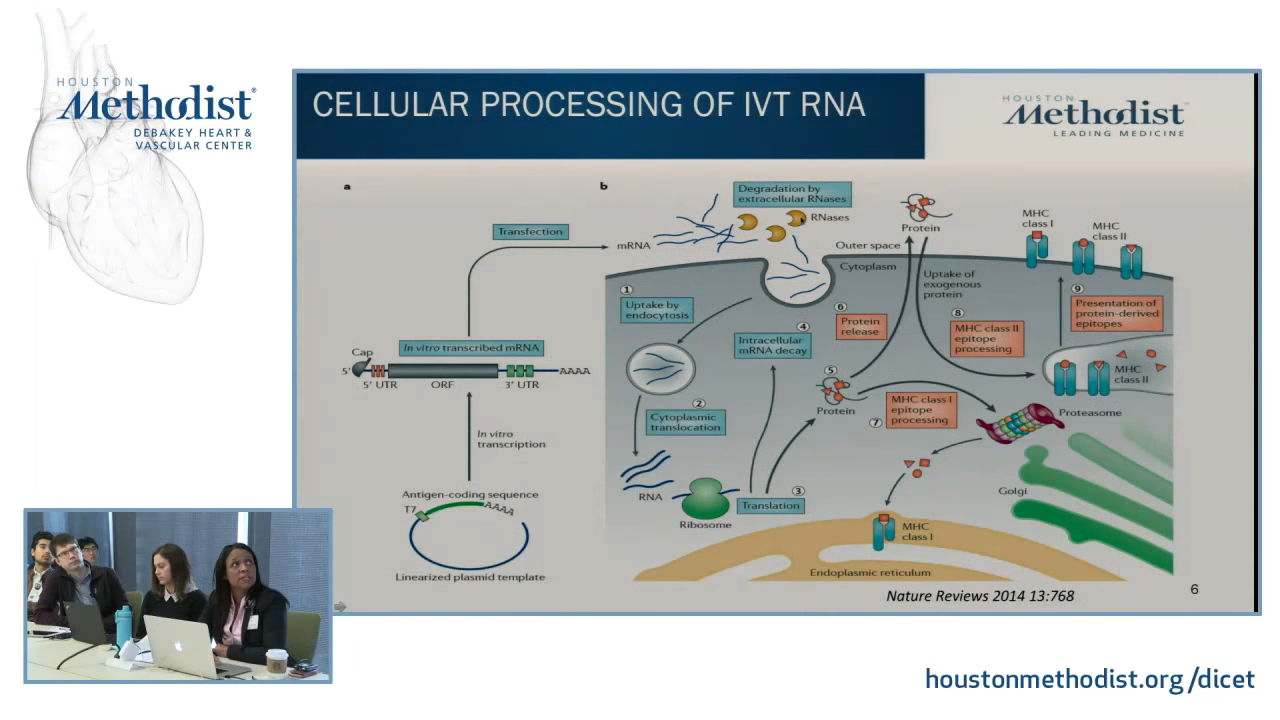 HOUSTON
Methodist®
DEBAKEY HEART &
VASCULAR CENTER
CELLULAR PROCESSING OF IVT RNA
HOUSTON
Methodist
LEADING MEDICINE
a
Transfection
In vitro transcribed mRNA
Cap
5'
AAAA
5' UTR
ORF
3' UTR
In vitro
transcription
Antigen-coding sequence
T7
AAAA
Linearized plasmid template
b
Degradation by
extracellular RNases
RNases
mRNA
Outer space
Cytoplasm
Protein
MHC
class I
MHC
class II
1
Uptake by
endocytosis
Uptake of
exogenous
protein
9
Presentation of
protein-derived
epitopes
6
Protein
release
8
MHC class II
epitope
processing
4
Intracellular
mRNA decay
MHC
class II
5
Protein
2
Cytoplasmic
translocation
7
MHC class I
epitope
processing
Proteasome
RNA
Ribosome
3
Translation
Golgi
MHC
class I
Endoplasmic reticulum
Nature Reviews 2014 13:768
6
houstonmethodist.org/dicet